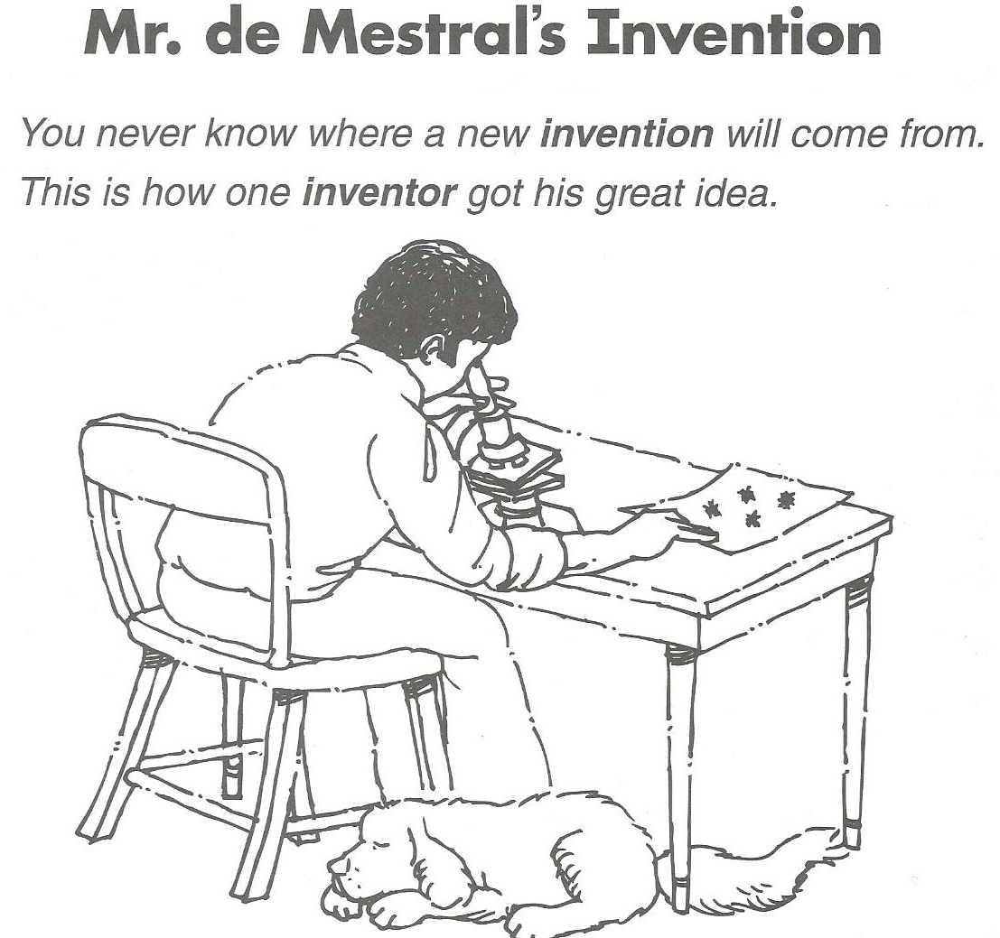 Mr. de Mestral's Invention
You never know where a new invention will come from.
This is how one inventor got his great idea.